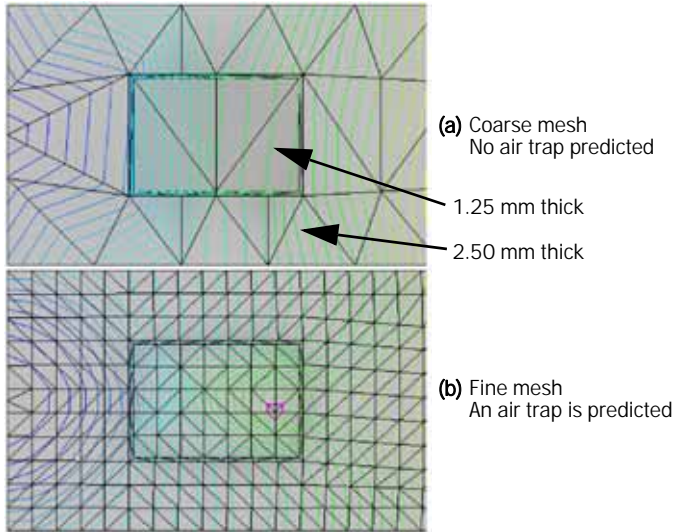 (a) Coarse mesh
No air trap predicted
1.25 mm thick
2.50 mm thick
(b) Fine mesh
An air trap is predicted